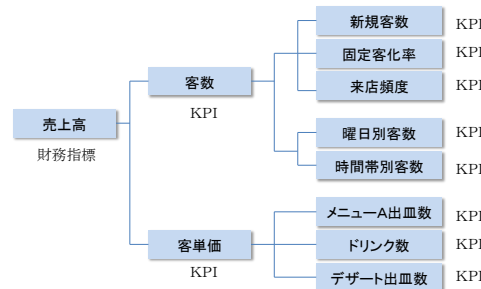 新規客数 KPI
固定客化率 KPI
来店頻度 KPI
客数
KPI
売上高
財務指標
曜日別客数 KPI
時間帯別客数 KPI
メニューA出皿数 KPI
客単価
KPI
ドリンク数 KPI
デザート出皿数 KPI